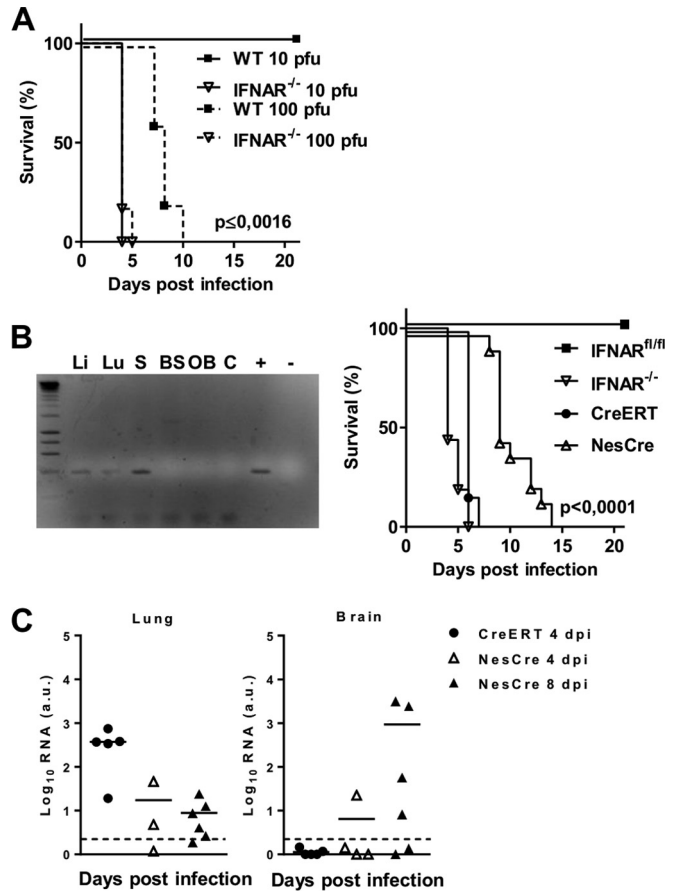 A
Survival (%)
100
50
0
0 5 10 15 20
Days post infection
WT 10 pfu
IFNAR-/- 10 pfu
WT 100 pfu
IFNAR-/- 100 pfu
p≤0,0016
B
Li Lu S BS OB C + -
Survival (%)
100
50
0
0 5 10 15 20
Days post infection
IFNARfl/fl
IFNAR-/-
CreERT
NesCre
p<0,0001
C
Lung
Log10 RNA (a.u.)
5
4
3
2
1
0
Days post infection
Brain
Log10 RNA (a.u.)
5
4
3
2
1
0
Days post infection
CreERT 4 dpi
NesCre 4 dpi
NesCre 8 dpi